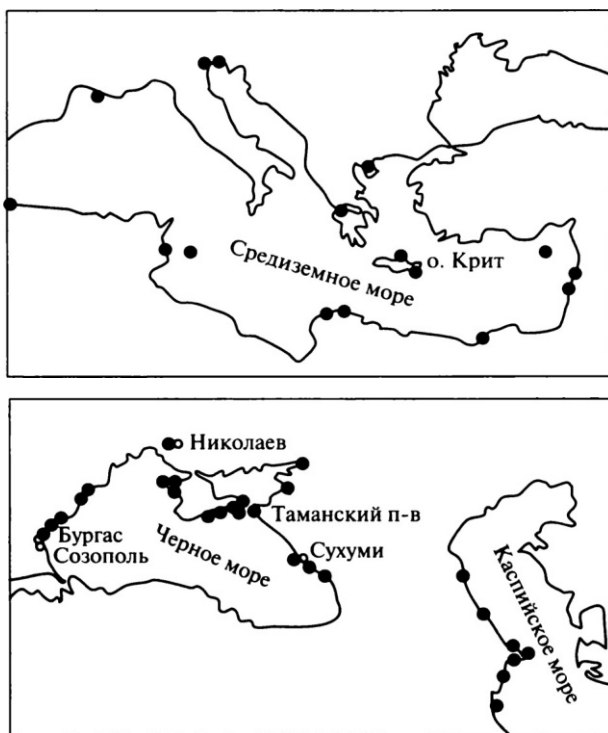 Средиземное море
о. Крит
Николаев
Таманский п-в
Бургас
Созополь
Черное море
Сухуми
Каспийское море